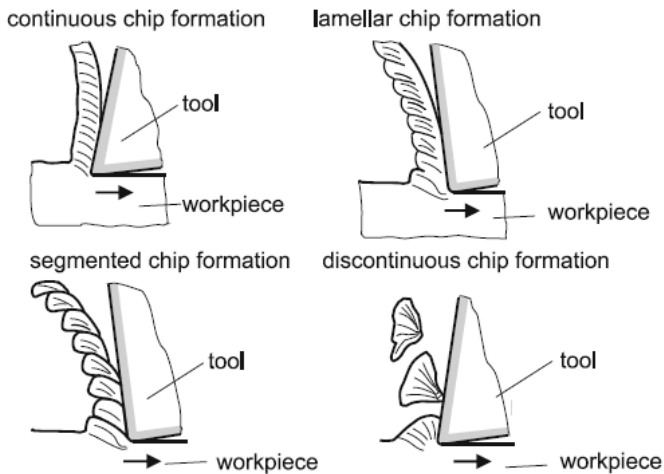 continuous chip formation
lamellar chip formation
tool
tool
workpiece
workpiece
segmented chip formation
discontinuous chip formation
tool
tool
workpiece
workpiece